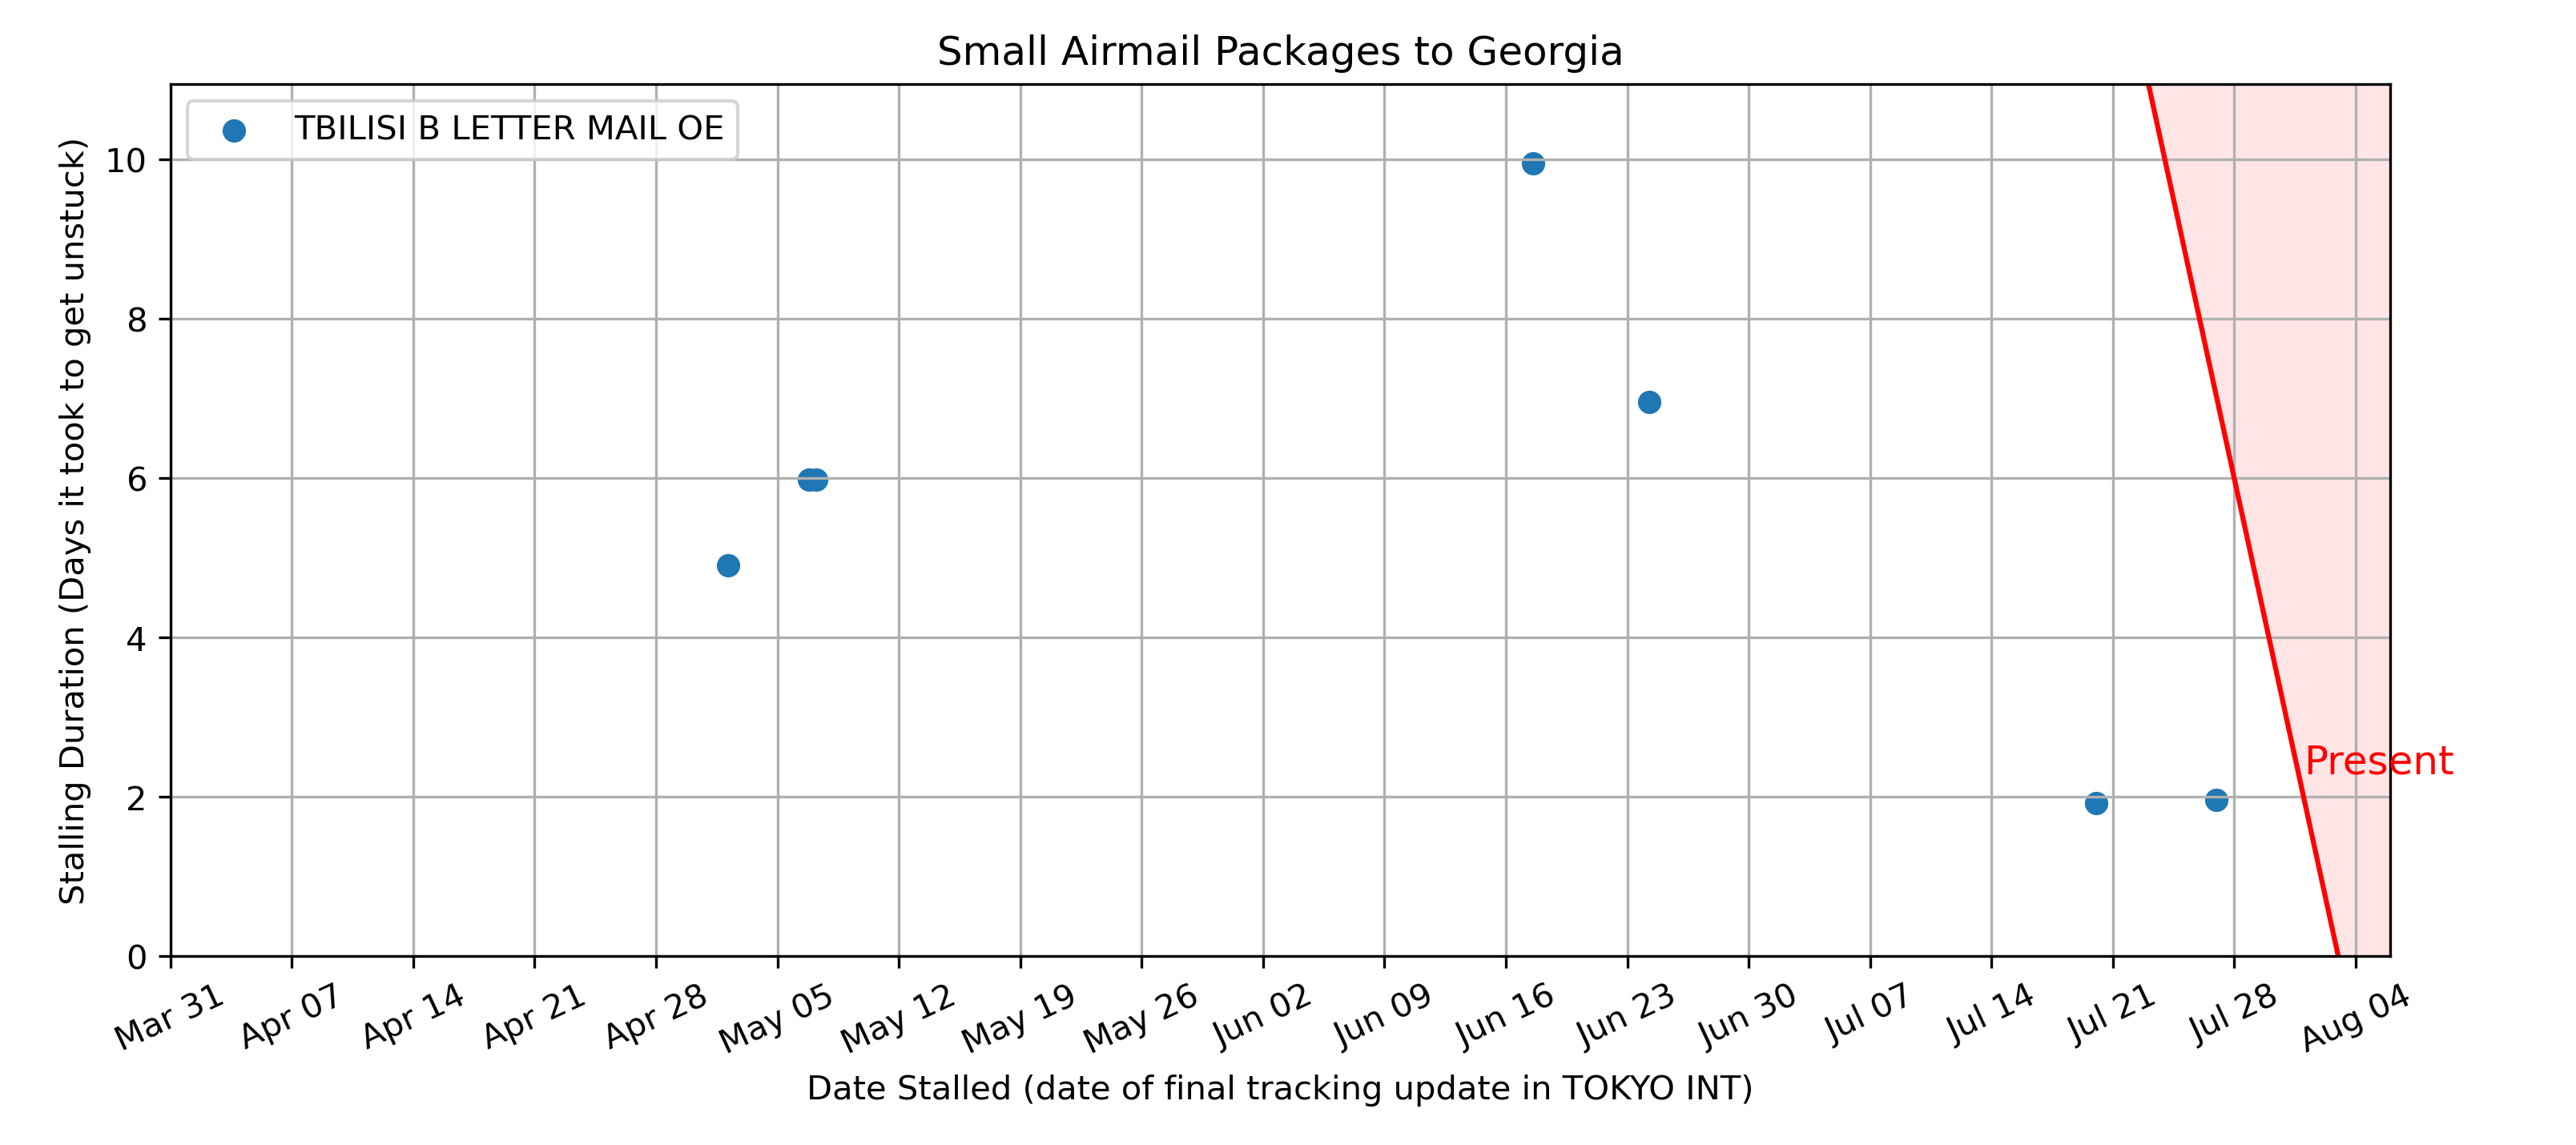 Small Airmail Packages to Georgia
TBILISI B LETTER MAIL OE
Stalling Duration (Days it took to get unstuck)
10
8
6
4
2
0
Present
Mar 31
Apr 07
Apr 14
Apr 21
Apr 28
May 05
May 12
May 19
May 26
Jun 02
Jun 09
Jun 16
Jun 23
Jun 30
Jul 07
Jul 14
Jul 21
Jul 28
Aug 04
Date Stalled (date of final tracking update in TOKYO INT)